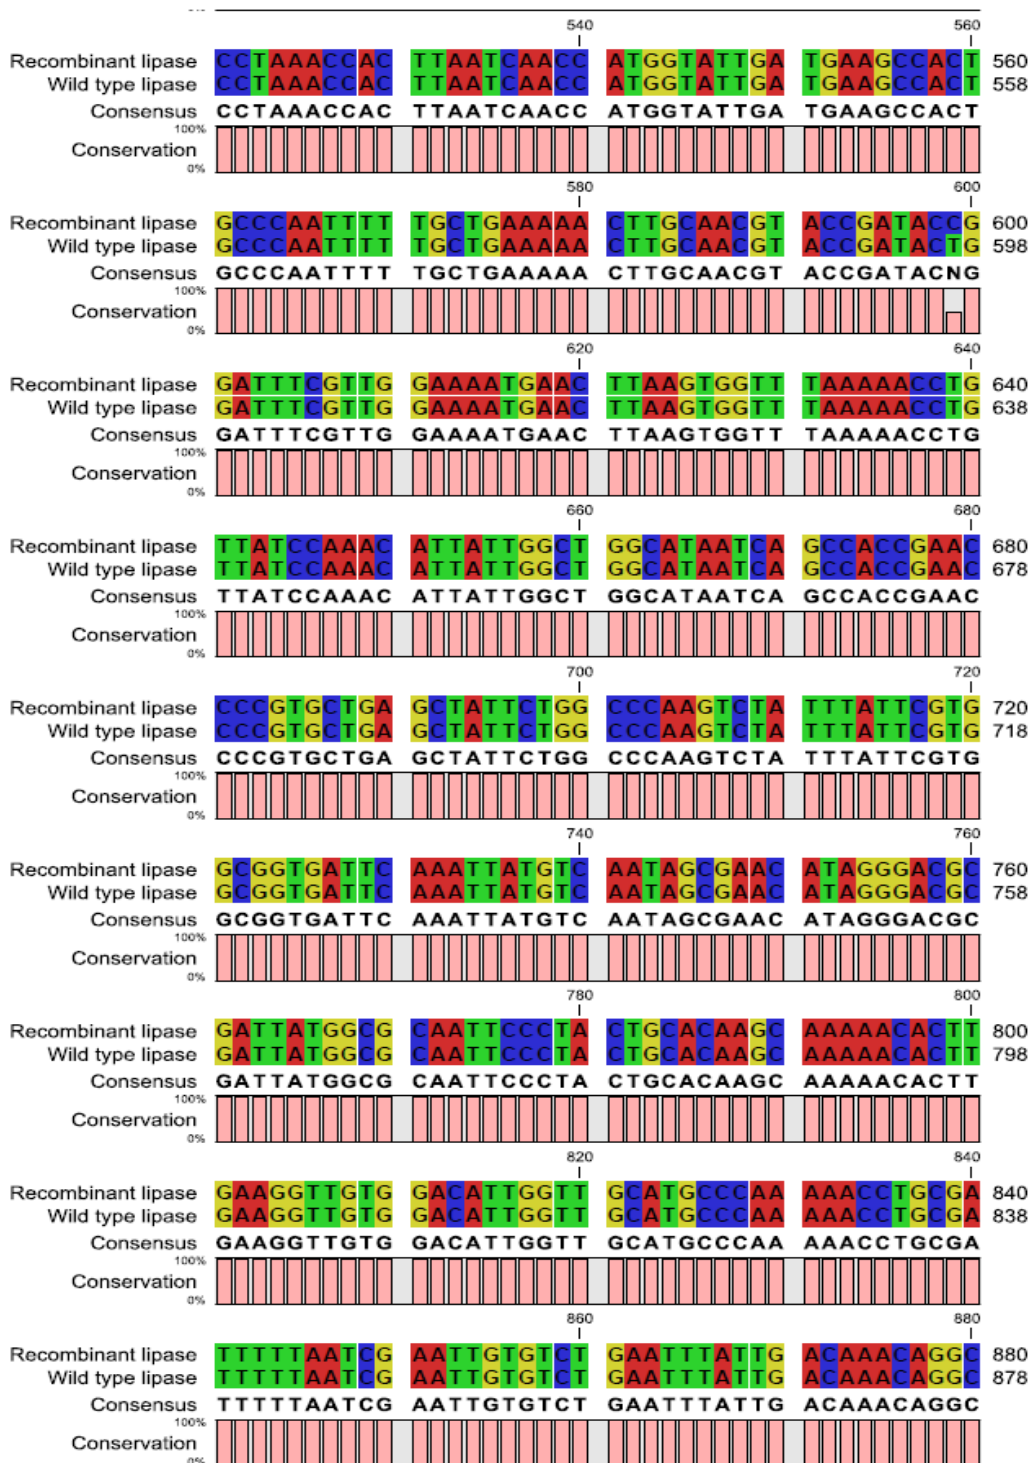 540 560
Recombinant lipase CCTAAACCAC TTAATCAACC ATGGTATTGA TGAAGCCACT 560
Wild type lipase CCTAAACCAC TTAATCAACC ATGGTATTGA TGAAGCCACT 558
Consensus CCTAAACCAC TTAATCAACC ATGGTATTGA TGAAGCCACT
100%
Conservation
0%
580 600
Recombinant lipase GCCCAATTTT TGCTGAAAAA CTTGCAACGT ACCGATACCG 600
Wild type lipase GCCCAATTTT TGCTGAAAAA CTTGCAACGT ACCGATACTG 598
Consensus GCCCAATTTT TGCTGAAAAA CTTGCAACGT ACCGATACNG
100%
Conservation
0%
620 640
Recombinant lipase GATTTCGTTG GAAAATGAAC TTAAGTGGTT TAAAAACCTG 640
Wild type lipase GATTTCGTTG GAAAATGAAC TTAAGTGGTT TAAAAACCTG 638
Consensus GATTTCGTTG GAAAATGAAC TTAAGTGGTT TAAAAACCTG
100%
Conservation
0%
660 680
Recombinant lipase TTATCCAAAC ATTATTGGCT GGCATAATCA GCCACCGAAC 680
Wild type lipase TTATCCAAAC ATTATTGGCT GGCATAATCA GCCACCGAAC 678
Consensus TTATCCAAAC ATTATTGGCT GGCATAATCA GCCACCGAAC
100%
Conservation
0%
700 720
Recombinant lipase CCCGTGCTGA GCTATTCTGG CCCAAGTCTA TTTATTCGTG 720
Wild type lipase CCCGTGCTGA GCTATTCTGG CCCAAGTCTA TTTATTCGTG 718
Consensus CCCGTGCTGA GCTATTCTGG CCCAAGTCTA TTTATTCGTG
100%
Conservation
0%
740 760
Recombinant lipase GCGGTGATTC AAATTATGTC AATAGCGAAC ATAGGGACGC 760
Wild type lipase GCGGTGATTC AAATTATGTC AATAGCGAAC ATAGGGACGC 758
Consensus GCGGTGATTC AAATTATGTC AATAGCGAAC ATAGGGACGC
100%
Conservation
0%
780 800
Recombinant lipase GATTATGGCG CAATTCCCTA CTGCACAAGC AAAAACACTT 800
Wild type lipase GATTATGGCG CAATTCCCTA CTGCACAAGC AAAAACACTT 798
Consensus GATTATGGCG CAATTCCCTA CTGCACAAGC AAAAACACTT
100%
Conservation
0%
820 840
Recombinant lipase GAAGGTTGTG GACATTGGTT GCATGCCCAA AAACCTGCGA 840
Wild type lipase GAAGGTTGTG GACATTGGTT GCATGCCCAA AAACCTGCGA 838
Consensus GAAGGTTGTG GACATTGGTT GCATGCCCAA AAACCTGCGA
100%
Conservation
0%
860 880
Recombinant lipase TTTTTAATCG AATTGTGTCT GAATTTATTG ACAAACAGGC 880
Wild type lipase TTTTTAATCG AATTGTGTCT GAATTTATTG ACAAACAGGC 878
Consensus TTTTTAATCG AATTGTGTCT GAATTTATTG ACAAACAGGC
100%
Conservation
0%